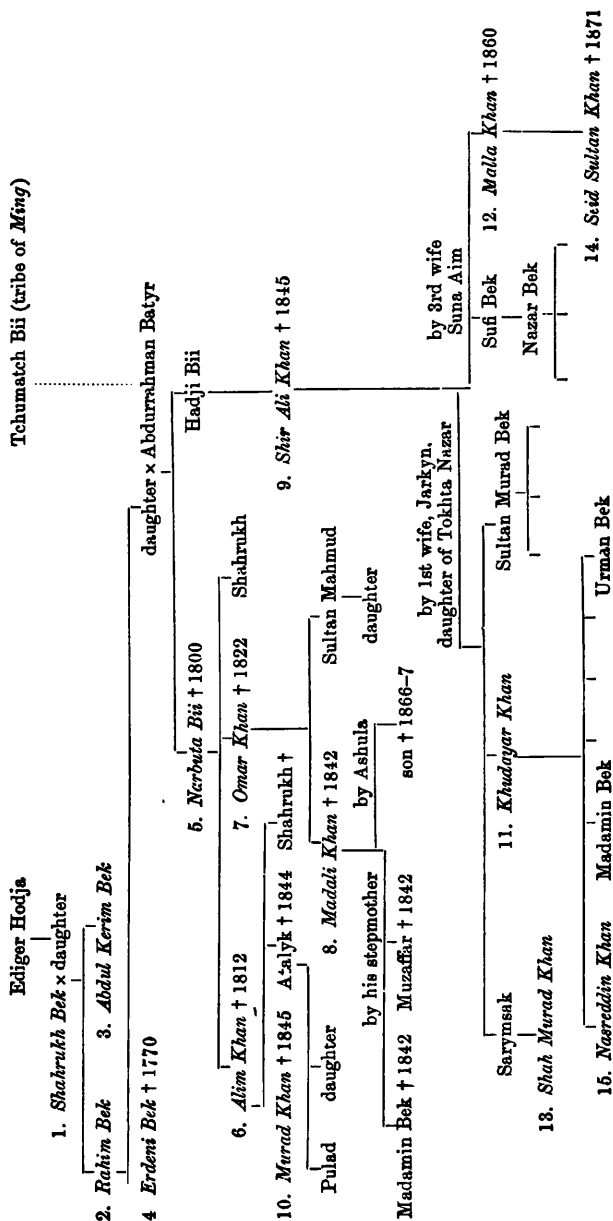 Tchumatch Bii (tribe of Ming)
Ediger Hodja
1. Shahrukh Bek × daughter
2. Rahim Bek 3. Abdul Kerim Bek
4 Erdeni Bek † 1770 daughter × Abdurrahman Batyr
5. Narbuta Bii † 1800 Hadji Bii
6. Alim Khan † 1812 7. Omar Khan † 1822 Shahrukh 9. Shir Ali Khan † 1845
10. Murad Khan † 1845 Atalyk † 1844 Shahrukh †
8. Madali Khan † 1842 Sultan Mahmud
Pulad daughter daughter
by his stepmother by Ashula
Madamin Bek † 1842 Muzaffar † 1842 son † 1866–7
by 1st wife, Jarkyn,
daughter of Tokhta Nazar
by 3rd wife
Suna Aim
Sarymsak 11. Khudayar Khan Sultan Murad Bek Sufi Bek 12. Malla Khan † 1860
13. Shah Murad Khan Nazar Bek
15. Nasreddin Khan Madamin Bek Urman Bek 14. Seid Sultan Khan † 1871